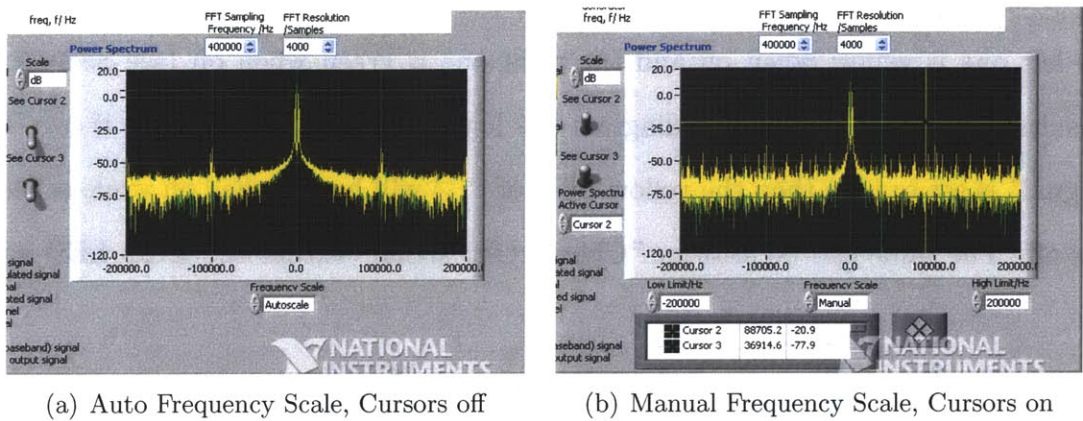 freq, f/ Hz
FFT Sampling
Frequency /Hz
FFT Resolution
/Samples
400000
4000
Power Spectrum
Scale
dB
See Cursor 2
See Cursor 3
20.0
0.0
-25.0
-50.0
-75.0
-120.0
-200000.0
-100000.0
0.0
100000.0
200000.0
Frequency Scale
Autoscale
signal
ulated signal
ated signal
baseband) signal
output signal
NATIONAL
INSTRUMENTS
(a) Auto Frequency Scale, Cursors off
freq, f/ Hz
FFT Sampling
Frequency /Hz
FFT Resolution
/Samples
400000
4000
Power Spectrum
Scale
dB
See Cursor 2
See Cursor 3
Power Spectru
Active Cursor
Cursor 2
20.0
0.0
-25.0
-50.0
-75.0
-120.0
-200000.0
-100000.0
0.0
100000.0
200000.0
Low Limit/Hz
-200000
Frequency Scale
Manual
High Limit/Hz
200000
Cursor 2 88705.2 -20.9
Cursor 3 36914.6 -77.9
signal
ated signal
ed signal
aseband) signal
output signal
NATIONAL
INSTRUMENTS
(b) Manual Frequency Scale, Cursors on